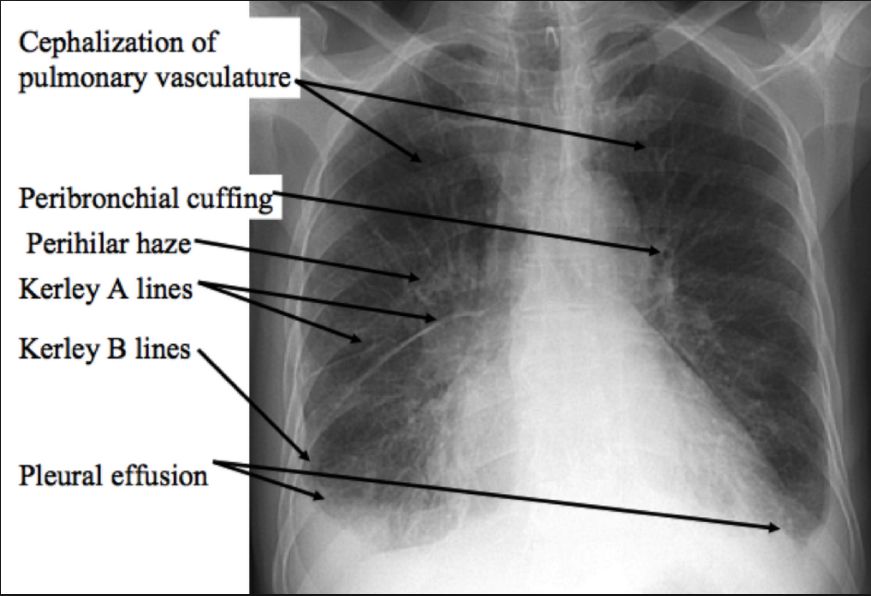 Cephalization of
pulmonary vasculature
Peribronchial cuffing
Perihilar haze
Kerley A lines
Kerley B lines
Pleural effusion